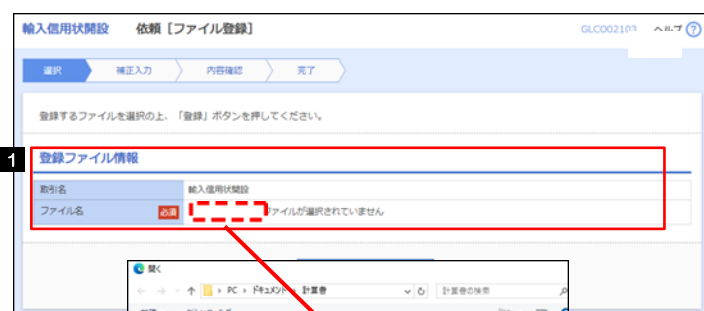 輸入信用状開設 依頼［ファイル登録］ GLCO02103 ヘルプ ?
選択 補正入力 内容確認 完了
登録するファイルを選択の上、「登録」ボタンを押してください。
1 登録ファイル情報
取引名 輸入信用状開設
ファイル名 必須 ファイルが選択されていません
開く
PC › ドキュメント › 計算書 計算書の検索